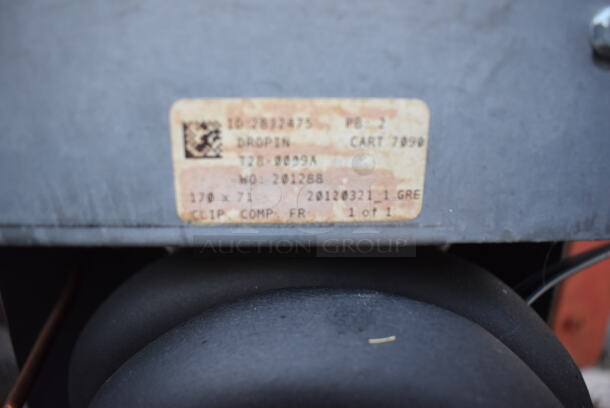 ID 2832475 PB: 2
DROPIN CART 7090
T28-0099A
WO: 201288
170 x 71 20120321_1 GRE
CLIP COMP FR 1 of 1
AUCTION GROUP